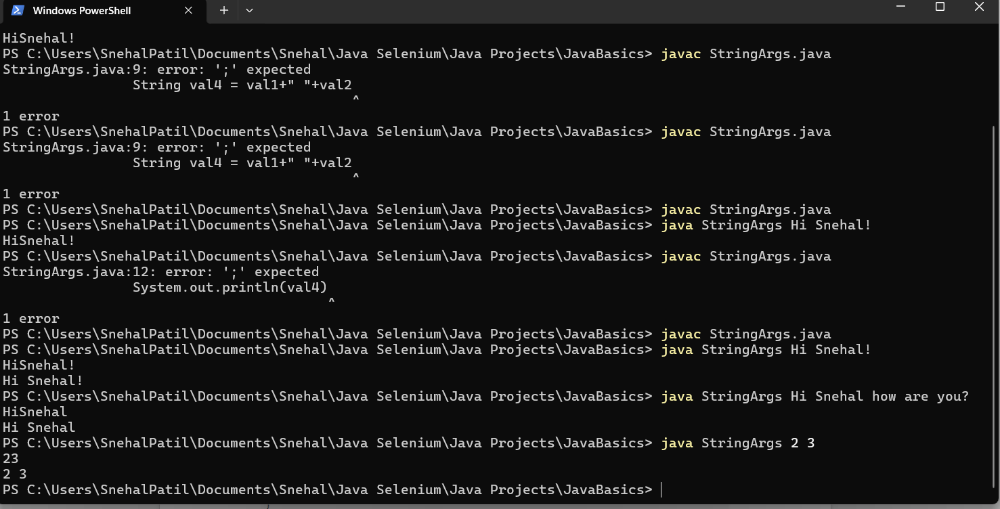 Windows PowerShell
HiSnehal!
PS C:\Users\SnehalPatil\Documents\Snehal\Java Selenium\Java Projects\JavaBasics> javac StringArgs.java
StringArgs.java:9: error: ';' expected
                String val4 = val1+" "+val2
                                           ^
1 error
PS C:\Users\SnehalPatil\Documents\Snehal\Java Selenium\Java Projects\JavaBasics> javac StringArgs.java
StringArgs.java:9: error: ';' expected
                String val4 = val1+" "+val2
                                           ^
1 error
PS C:\Users\SnehalPatil\Documents\Snehal\Java Selenium\Java Projects\JavaBasics> javac StringArgs.java
PS C:\Users\SnehalPatil\Documents\Snehal\Java Selenium\Java Projects\JavaBasics> java StringArgs Hi Snehal!
HiSnehal!
PS C:\Users\SnehalPatil\Documents\Snehal\Java Selenium\Java Projects\JavaBasics> javac StringArgs.java
StringArgs.java:12: error: ';' expected
                System.out.println(val4)
                                        ^
1 error
PS C:\Users\SnehalPatil\Documents\Snehal\Java Selenium\Java Projects\JavaBasics> javac StringArgs.java
PS C:\Users\SnehalPatil\Documents\Snehal\Java Selenium\Java Projects\JavaBasics> java StringArgs Hi Snehal!
HiSnehal!
Hi Snehal!
PS C:\Users\SnehalPatil\Documents\Snehal\Java Selenium\Java Projects\JavaBasics> java StringArgs Hi Snehal how are you?
HiSnehal
Hi Snehal
PS C:\Users\SnehalPatil\Documents\Snehal\Java Selenium\Java Projects\JavaBasics> java StringArgs 2 3
23
2 3
PS C:\Users\SnehalPatil\Documents\Snehal\Java Selenium\Java Projects\JavaBasics>